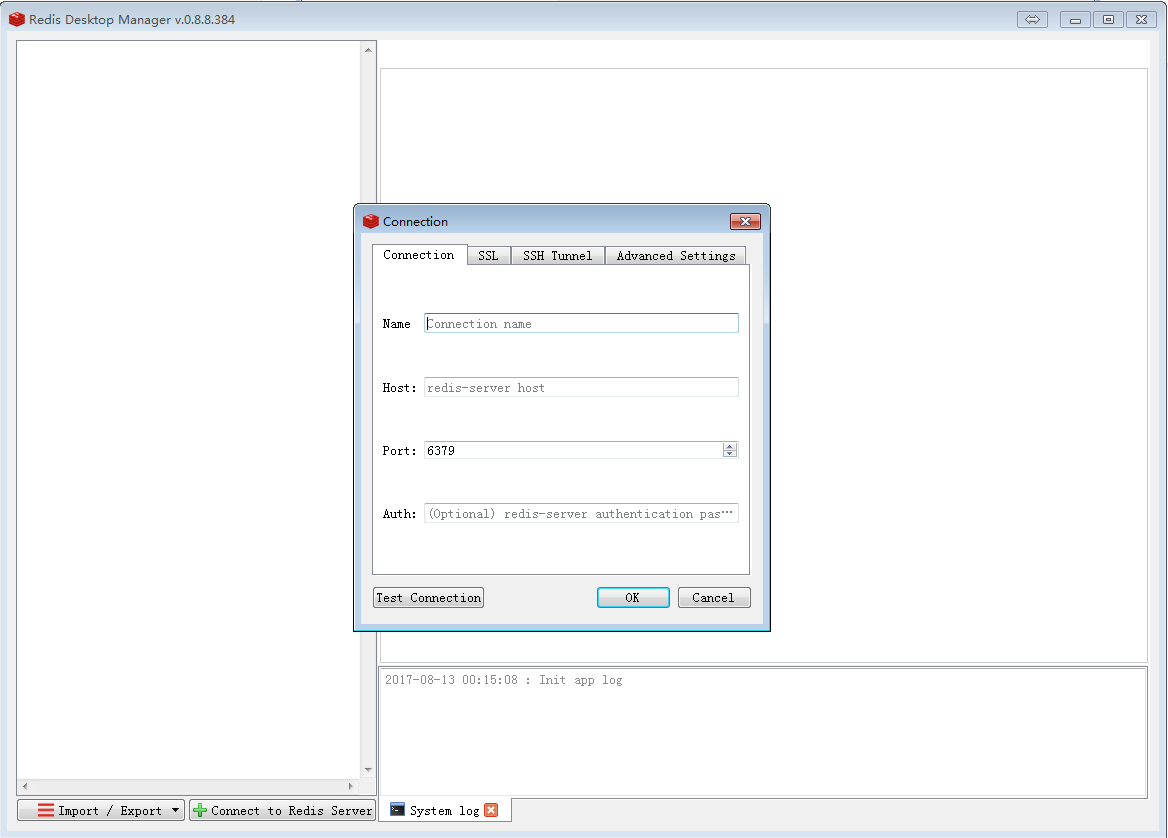 Redis Desktop Manager v.0.8.8.384
Connection
Connection SSL SSH Tunnel Advanced Settings
Name Connection name
Host: redis-server host
Port: 6379
Auth: (Optional) redis-server authentication pas…
Test Connection OK Cancel
2017-08-13 00:15:08 : Init app log
Import / Export Connect to Redis Server System log